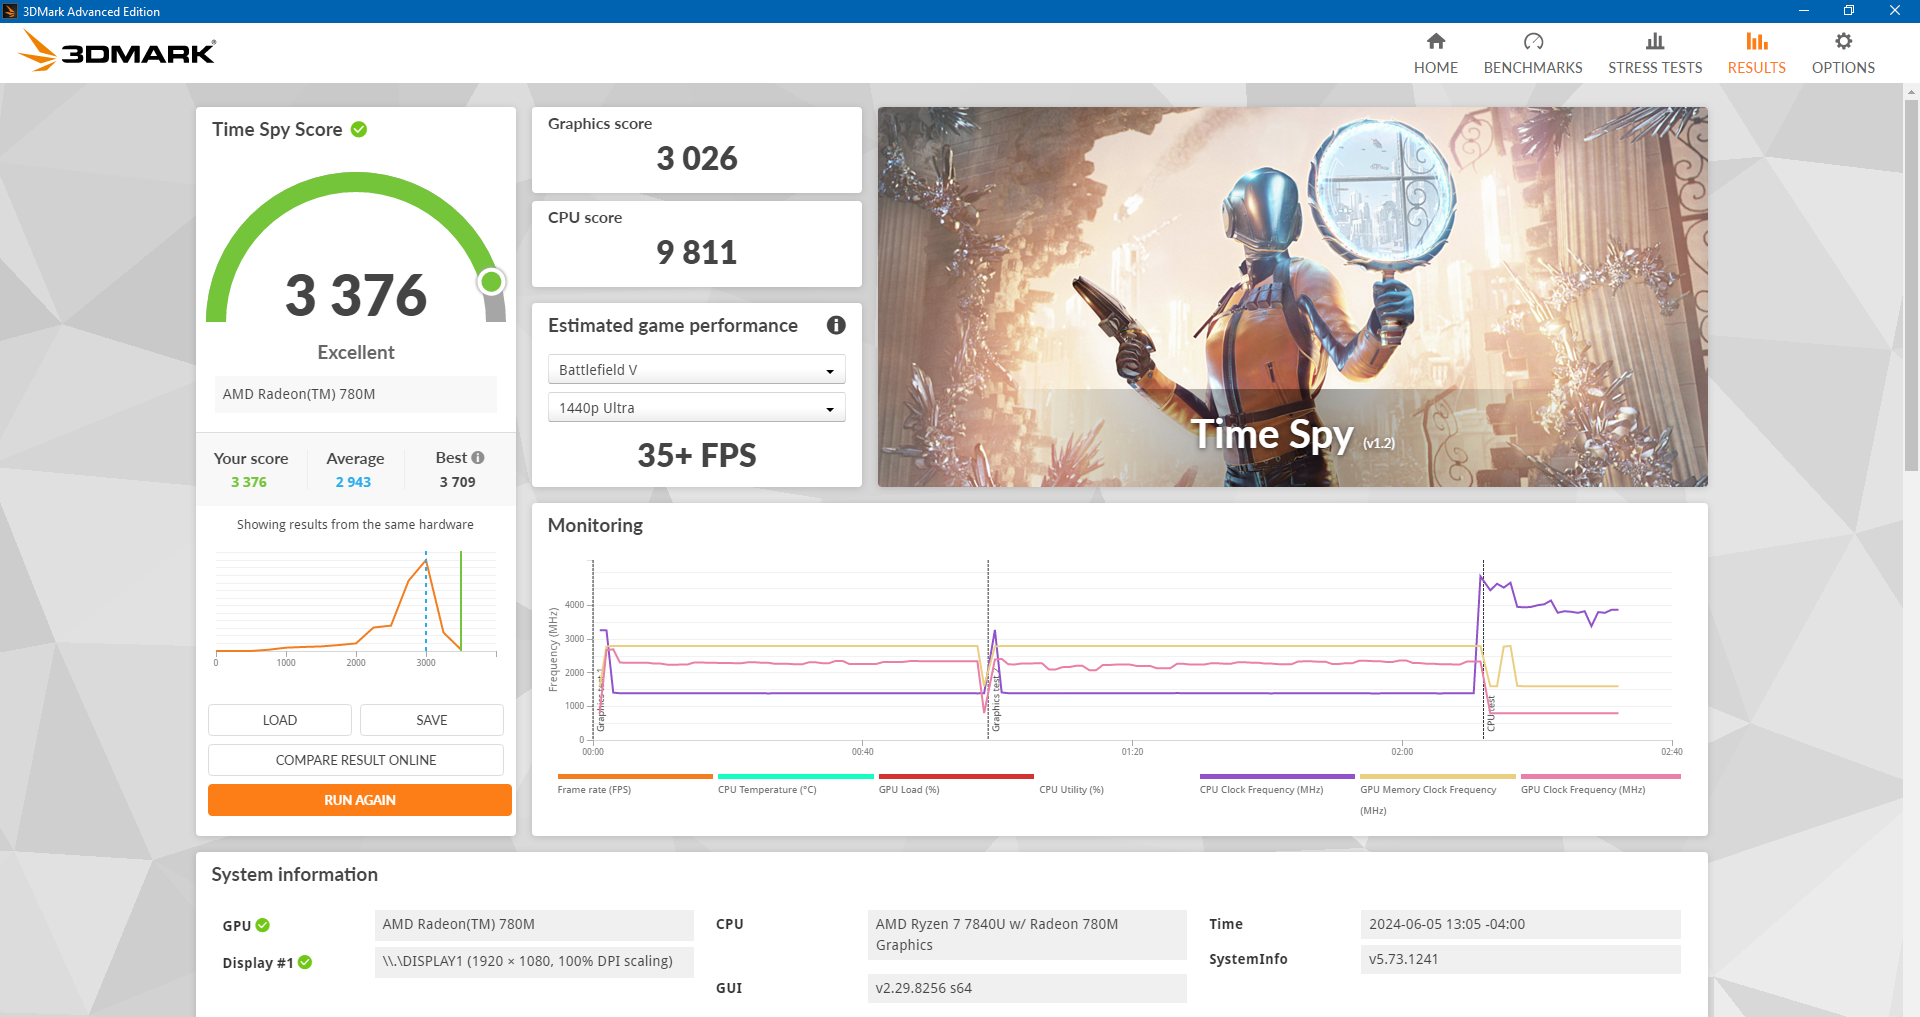 3DMark Advanced Edition
3DMARK®
HOME
BENCHMARKS
STRESS TESTS
RESULTS
OPTIONS
Time Spy Score
3 376
Excellent
AMD Radeon(TM) 780M
Your score
3 376
Average
2 943
Best
3 709
Showing results from the same hardware
0
1000
2000
3000
LOAD
SAVE
COMPARE RESULT ONLINE
RUN AGAIN
Graphics score
3 026
CPU score
9 811
Estimated game performance
Battlefield V
1440p Ultra
35+ FPS
Time Spy (v1.2)
Monitoring
Frequency (MHz)
4000
3000
2000
1000
0
Graphics test
Graphics test 2
CPU test
00:00
00:40
01:20
02:00
02:40
Frame rate (FPS)
CPU Temperature (°C)
GPU Load (%)
CPU Utility (%)
CPU Clock Frequency (MHz)
GPU Memory Clock Frequency
(MHz)
GPU Clock Frequency (MHz)
System information
GPU
AMD Radeon(TM) 780M
Display #1
\\.\DISPLAY1 (1920 × 1080, 100% DPI scaling)
CPU
AMD Ryzen 7 7840U w/ Radeon 780M
Graphics
GUI
v2.29.8256 s64
Time
2024-06-05 13:05 -04:00
SystemInfo
v5.73.1241